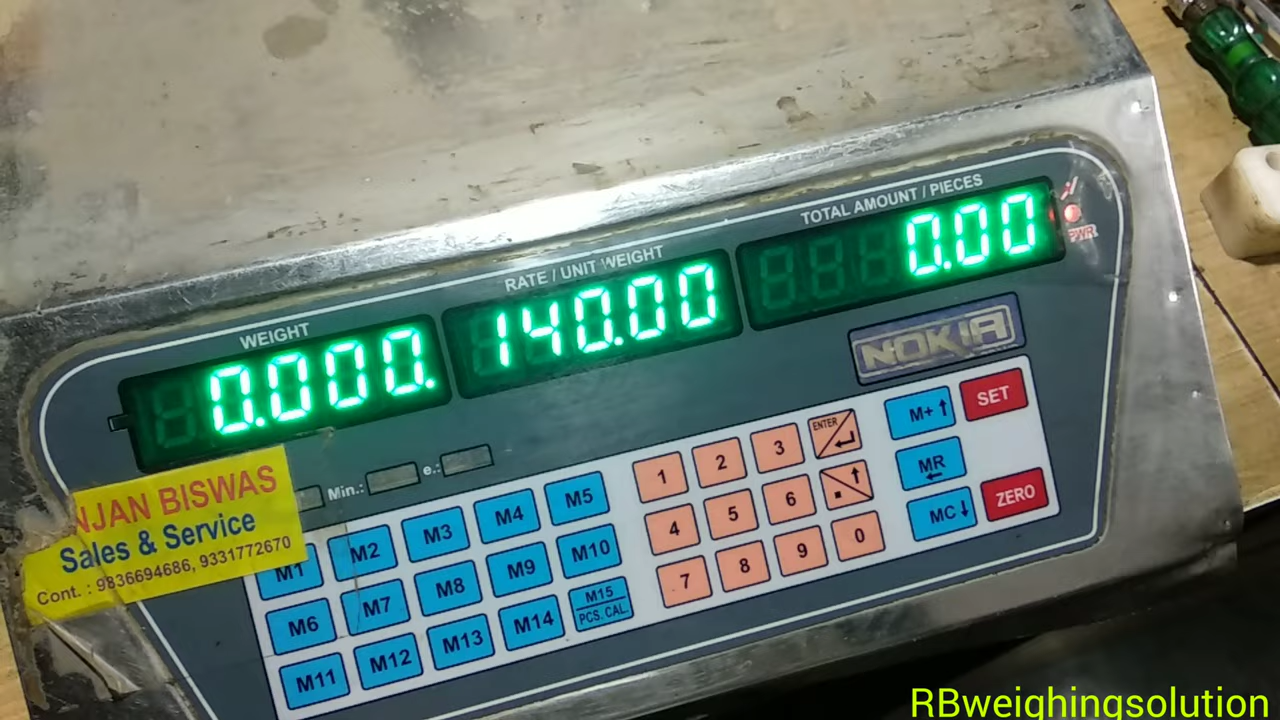 WEIGHT
0.000.
RATE / UNIT WEIGHT
140.00
TOTAL AMOUNT / PIECES
0.00
PWR
NOKIA
NJAN BISWAS
Sales & Service
Cont. : 9836694686, 9331772670
Min.: e.:
M1 M2 M3 M4 M5
M6 M7 M8 M9 M10
M11 M12 M13 M14 M15 PCS.CAL.
1 2 3 ENTER
4 5 6 .
7 8 9 0
M+ SET
MR
MC ZERO
RBweighingsolution